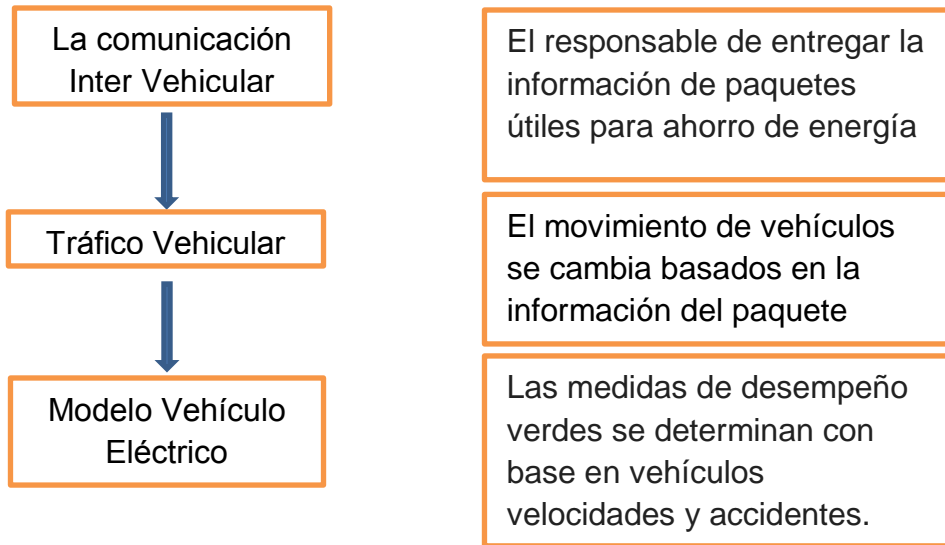 La comunicación
Inter Vehicular
El responsable de entregar la
información de paquetes
útiles para ahorro de energía
Tráfico Vehicular
El movimiento de vehículos
se cambia basados en la
información del paquete
Modelo Vehículo
Eléctrico
Las medidas de desempeño
verdes se determinan con
base en vehículos
velocidades y accidentes.